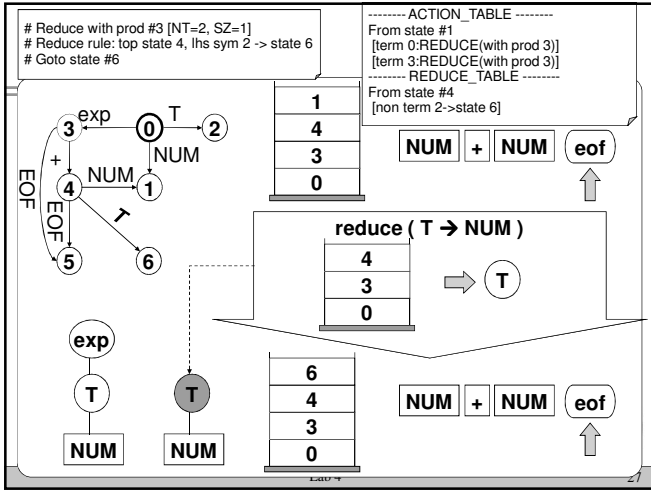 # Reduce with prod #3 [NT=2, SZ=1]
# Reduce rule: top state 4, lhs sym 2 -> state 6
# Goto state #6
-------- ACTION_TABLE --------
From state #1
[term 0:REDUCE(with prod 3)]
[term 3:REDUCE(with prod 3)]
-------- REDUCE_TABLE --------
From state #4
[non term 2->state 6]
3 exp 0 T 2
+ NUM
EOF 4 NUM 1
EOF T
5 6
1
4
3
0
NUM + NUM eof
reduce ( T → NUM )
4
3
0
T
exp
T
NUM
T
NUM
6
4
3
0
NUM + NUM eof
Lab 4
27